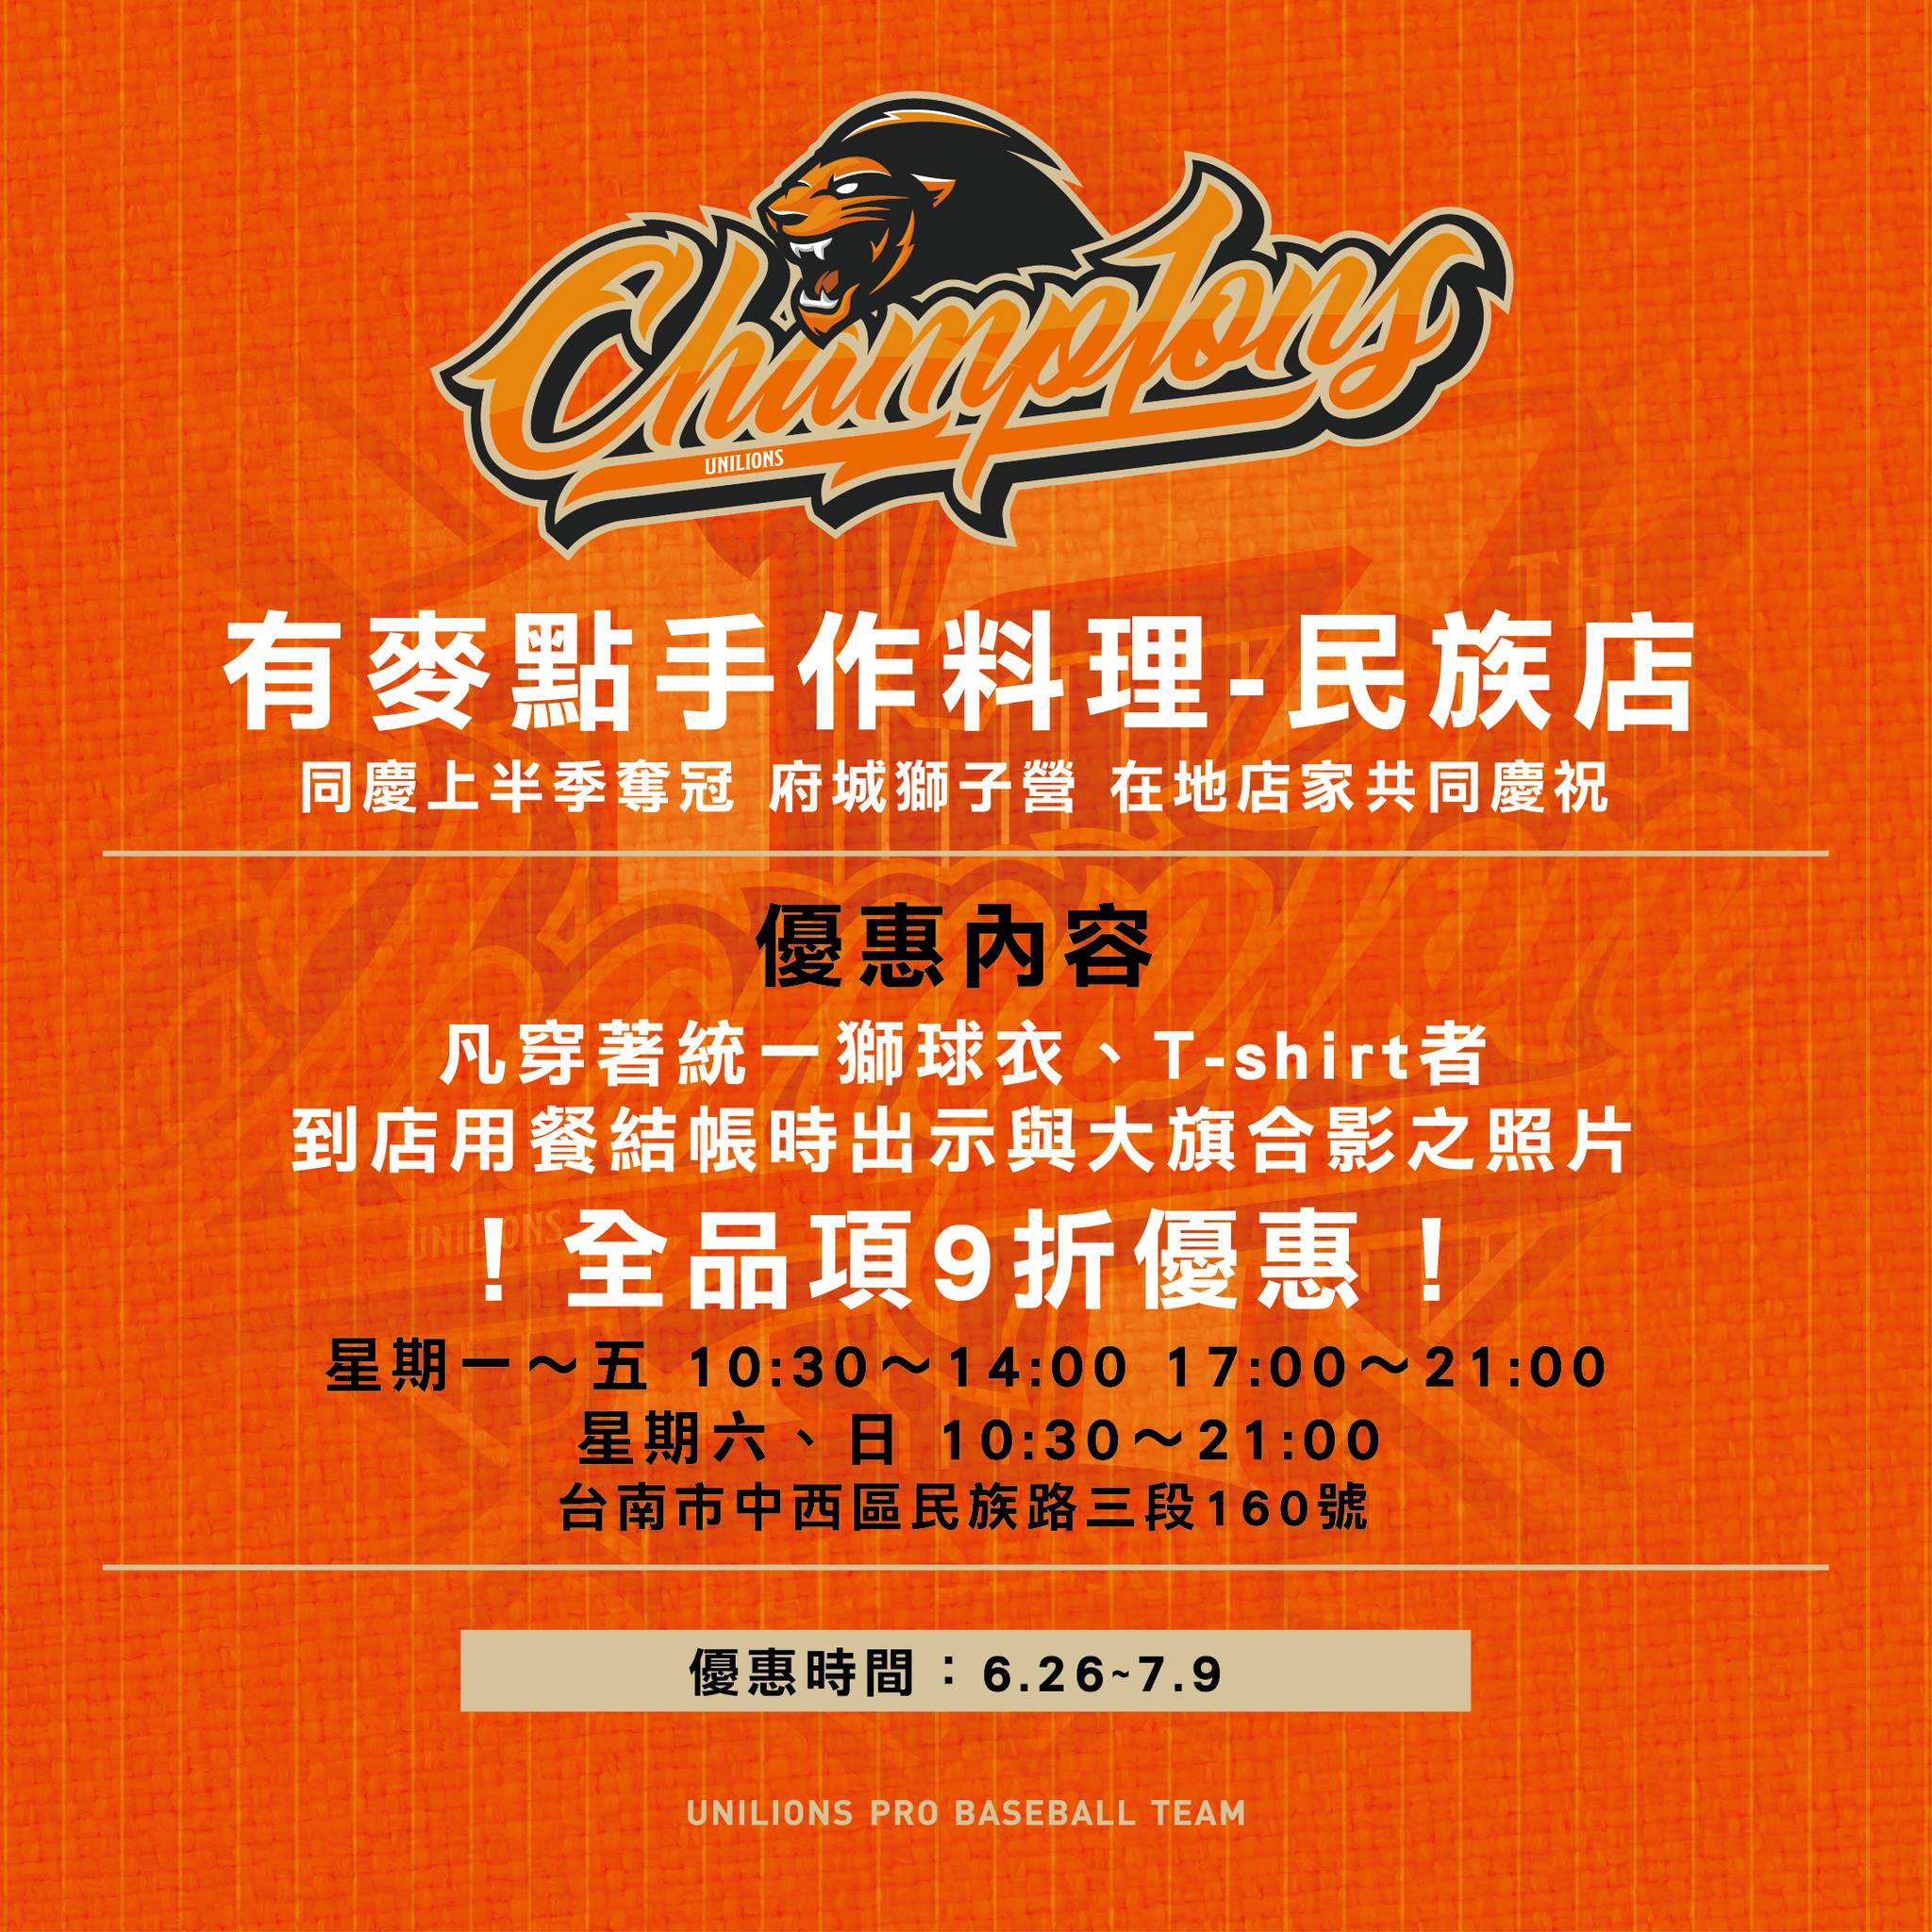 Champ1ons
UNILIONS
有麥點手作料理-民族店
同慶上半季奪冠 府城獅子營 在地店家共同慶祝
優惠內容
凡穿著統一獅球衣、T-shirt者
到店用餐結帳時出示與大旗合影之照片
！全品項9折優惠！
星期一～五 10:30～14:00 17:00～21:00
星期六、日 10:30～21:00
台南市中西區民族路三段160號
優惠時間：6.26~7.9
UNILIONS PRO BASEBALL TEAM